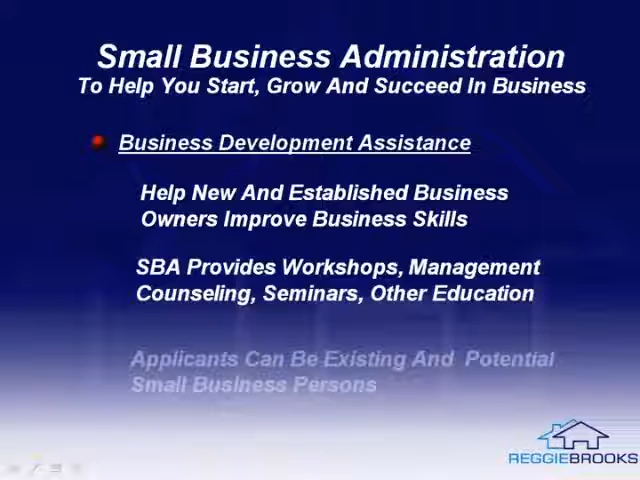 Small Business Administration
To Help You Start, Grow And Succeed In Business
Business Development Assistance
Help New And Established Business
Owners Improve Business Skills
SBA Provides Workshops, Management
Counseling, Seminars, Other Education
Applicants Can Be Existing And Potential
Small Business Persons
REGGIEBROOKS